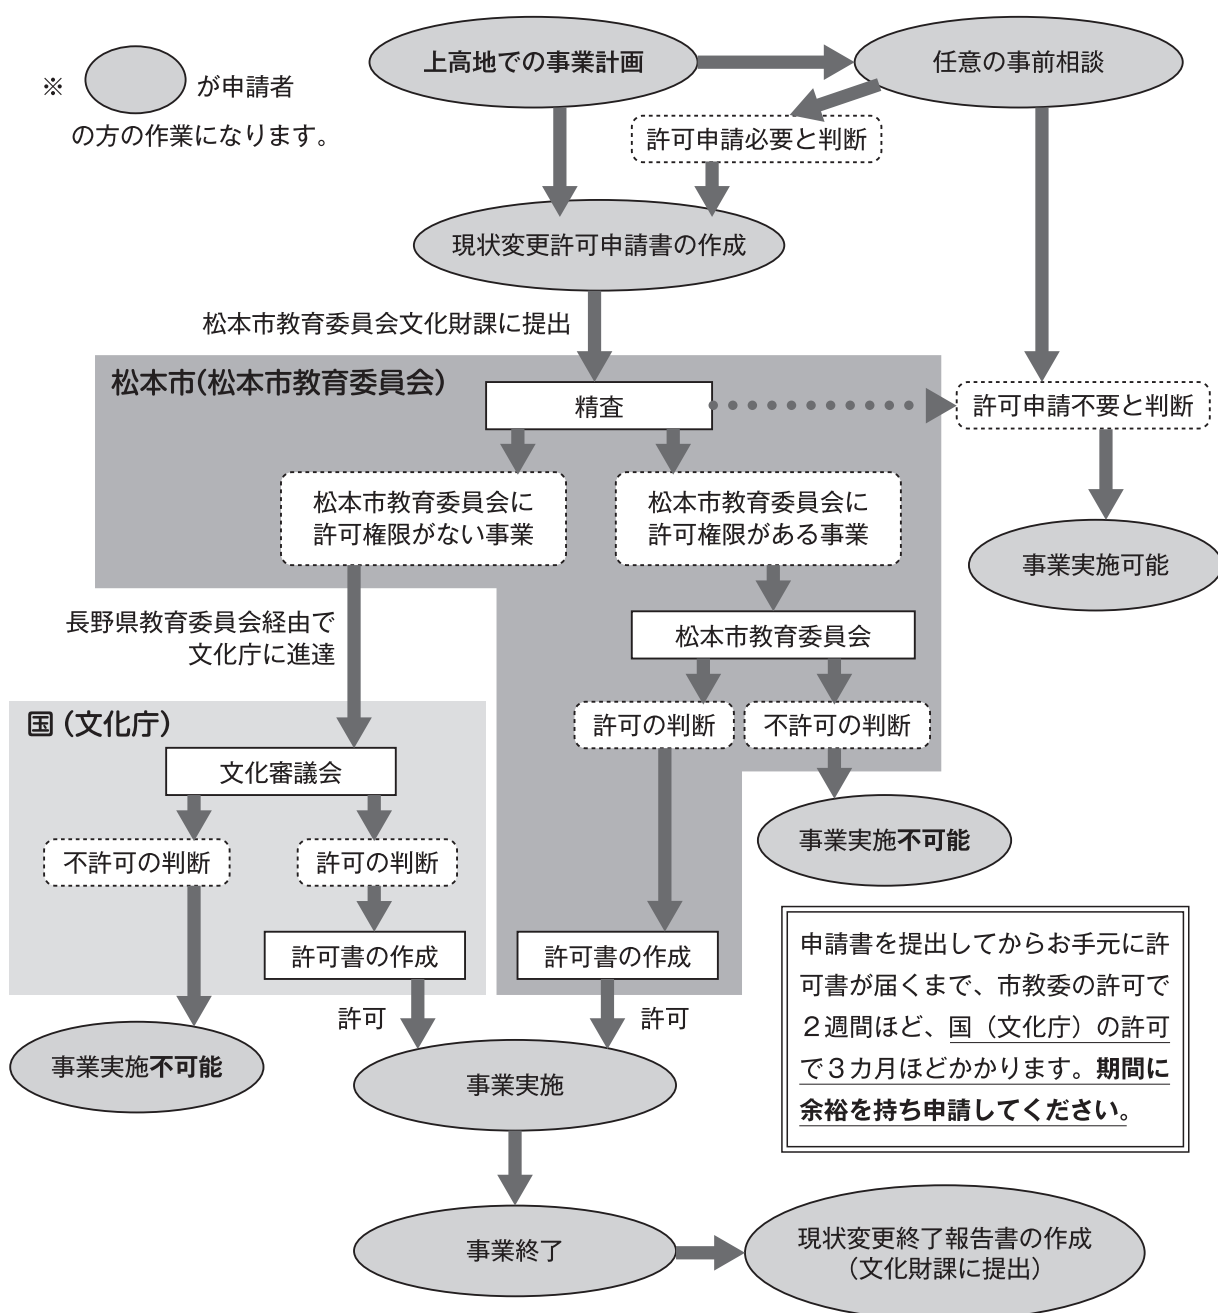 ※ が申請者
の方の作業になります。
上高地での事業計画
任意の事前相談
許可申請必要と判断
現状変更許可申請書の作成
松本市教育委員会文化財課に提出
松本市(松本市教育委員会)
精査
許可申請不要と判断
松本市教育委員会に
許可権限がない事業
松本市教育委員会に
許可権限がある事業
事業実施可能
長野県教育委員会経由で
文化庁に進達
松本市教育委員会
許可の判断
不許可の判断
国（文化庁）
文化審議会
事業実施不可能
不許可の判断
許可の判断
許可書の作成
許可書の作成
許可
許可
事業実施不可能
事業実施
申請書を提出してからお手元に許
可書が届くまで、市教委の許可で
２週間ほど、国（文化庁）の許可
で３カ月ほどかかります。期間に
余裕を持ち申請してください。
事業終了
現状変更終了報告書の作成
（文化財課に提出）